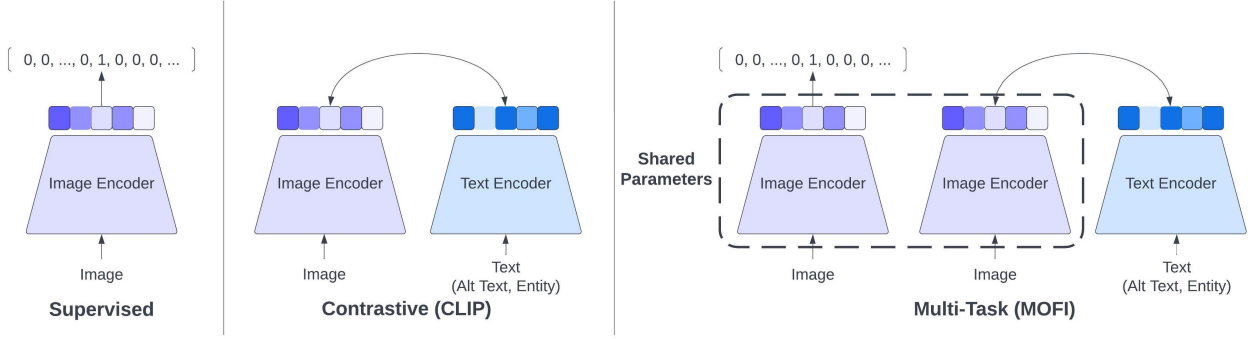 0, 0, ..., 0, 1, 0, 0, 0, ...
Image Encoder
Image
Supervised
Image Encoder
Text Encoder
Image
Text
(Alt Text, Entity)
Contrastive (CLIP)
0, 0, ..., 0, 1, 0, 0, 0, ...
Shared
Parameters
Image Encoder
Image Encoder
Text Encoder
Image
Image
Text
(Alt Text, Entity)
Multi-Task (MOFI)